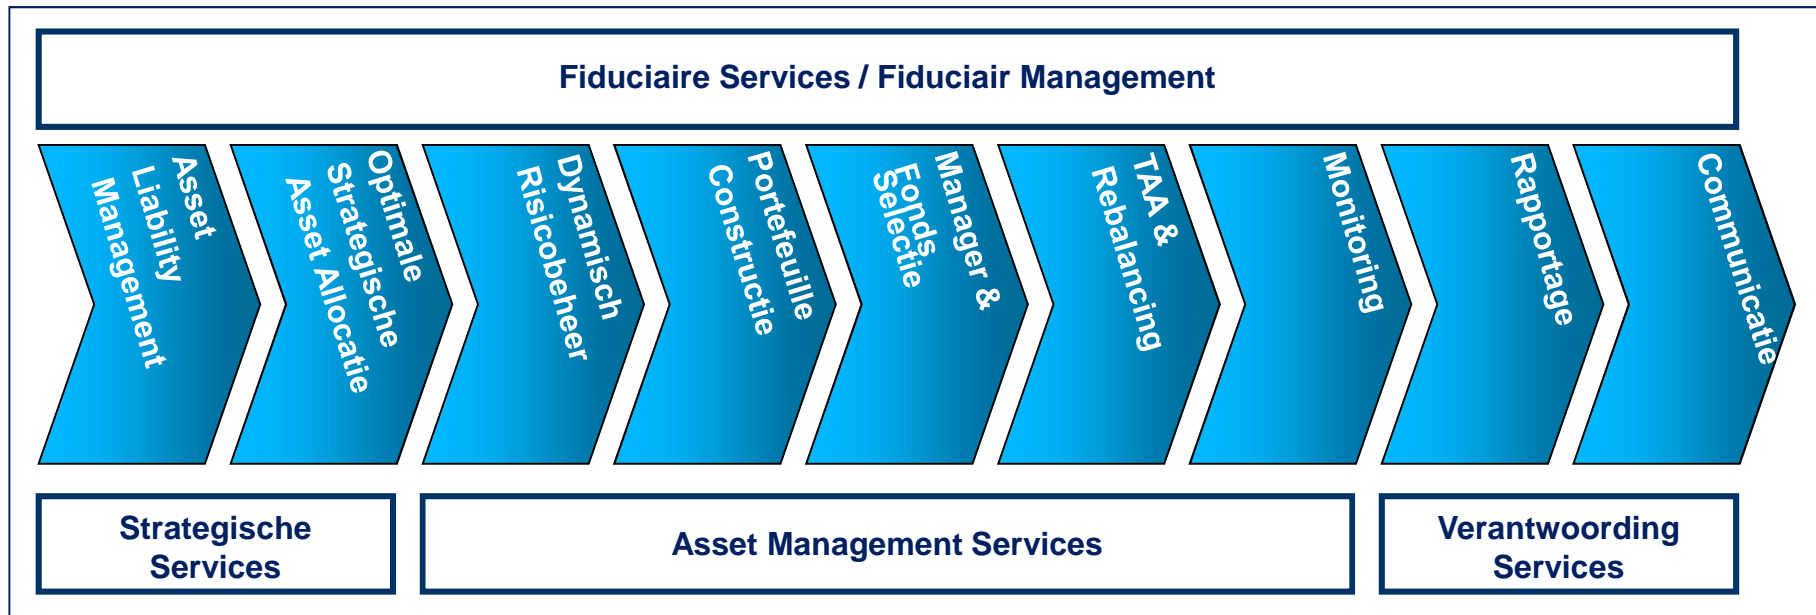 Fiduciaire Services / Fiduciair Management
Asset
Liability
Management
Optimale
Strategische
Asset Allocatie
Dynamisch
Risicobeheer
Portefeuille
Constructie
Manager &
Fonds
Selectie
TAA &
Rebalancing
Monitoring
Rapportage
Communicatie
Strategische
Services
Asset Management Services
Verantwoording
Services